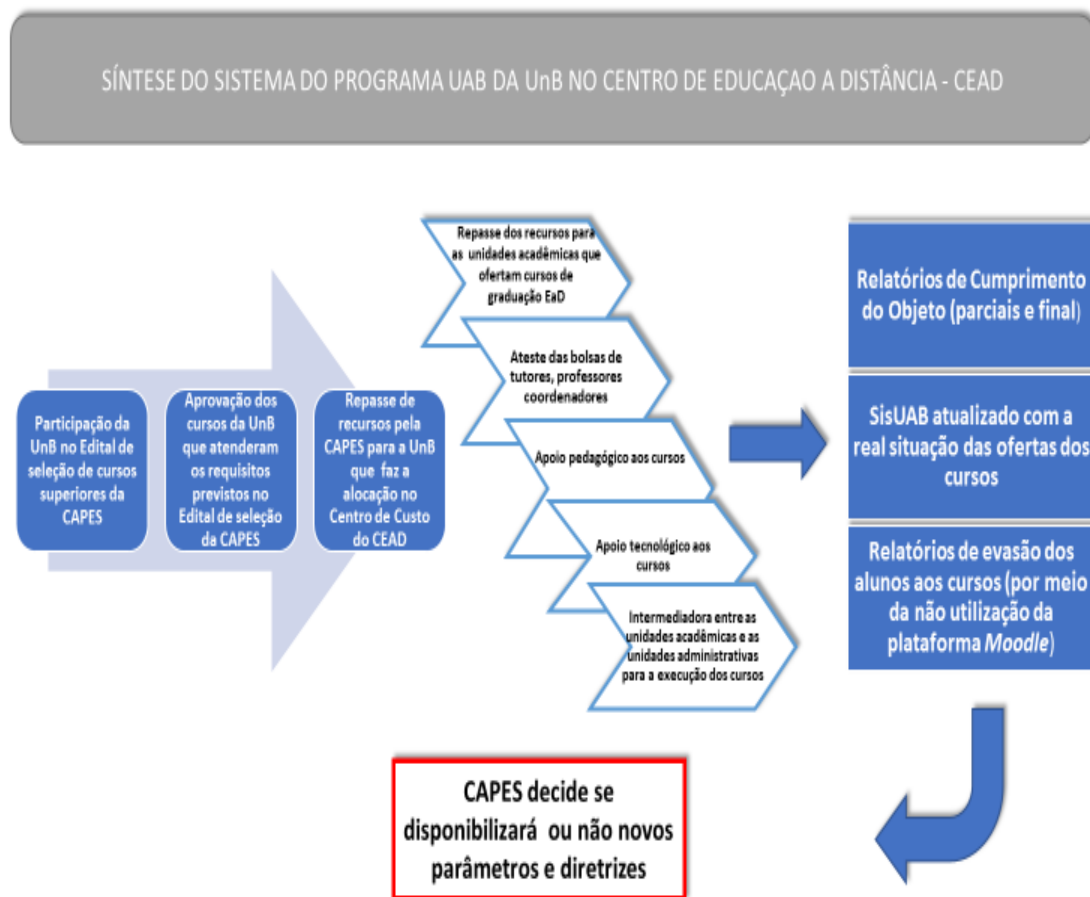 SÍNTESE DO SISTEMA DO PROGRAMA UAB DA UnB NO CENTRO DE EDUCAÇAO A DISTÂNCIA - CEAD
Participação da
UnB no Edital de
seleção de cursos
superiores da
CAPES
Aprovação dos
cursos da UnB
que atenderam
os requisitos
previstos no
Edital de seleção
da CAPES
Repasse de
recursos pela
CAPES para a UnB
que faz a
alocação no
Centro de Custo
do CEAD
Repasse dos recursos para
as unidades acadêmicas que
ofertam cursos de
graduação EaD
Ateste das bolsas de
tutores, professores
coordenadores
Apoio pedagógico aos cursos
Apoio tecnológico aos
cursos
Intermediadora entre as
unidades acadêmicas e as
unidades administrativas
para a execução dos cursos
Relatórios de Cumprimento
do Objeto (parciais e final)
SisUAB atualizado com a
real situação das ofertas dos
cursos
Relatórios de evasão dos
alunos aos cursos (por meio
da não utilização da
plataforma Moodle)
CAPES decide se
disponibilizará ou não novos
parâmetros e diretrizes